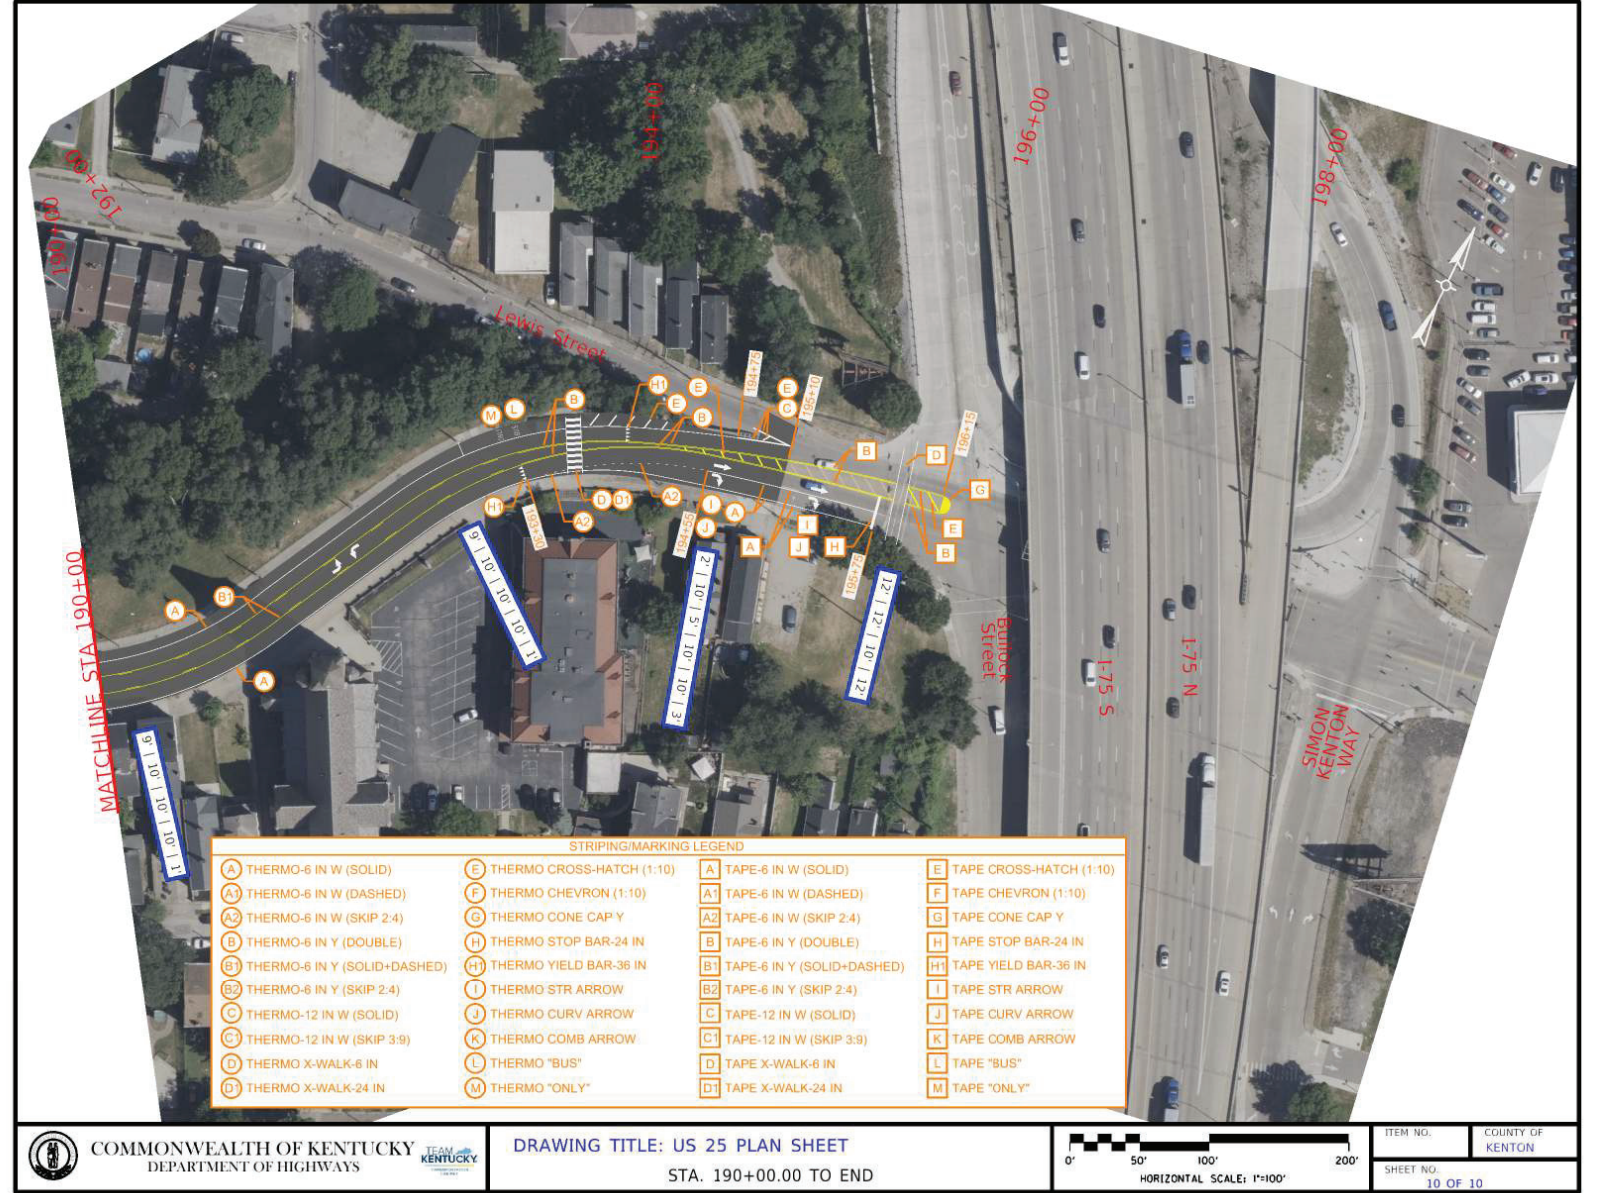 192+00
190+00
194+00
196+00
198+00
Lewis Street
194+75
E
195+10
C
H1
E
E
B
B
M
L
B
D
196+15
G
E
B
H1
193+30
A2
D
D1
A2
194+55
I
J
A
A
I
J
H
195+75
B1
A
A
MATCHLINE STA 190+00
9' | 10' | 10' | 10' | 1'
9' | 10' | 10' | 10' | 1'
2' | 10' | 5' | 10' | 10' | 3'
12' | 12' | 10' | 12'
Bullock
Street
I-75 S
I-75 N
SIMON
KENTON
WAY
STRIPING/MARKING LEGEND
A THERMO-6 IN W (SOLID)
A1 THERMO-6 IN W (DASHED)
A2 THERMO-6 IN W (SKIP 2:4)
B THERMO-6 IN Y (DOUBLE)
B1 THERMO-6 IN Y (SOLID+DASHED)
B2 THERMO-6 IN Y (SKIP 2:4)
C THERMO-12 IN W (SOLID)
C1 THERMO-12 IN W (SKIP 3:9)
D THERMO X-WALK-6 IN
D1 THERMO X-WALK-24 IN
E THERMO CROSS-HATCH (1:10)
F THERMO CHEVRON (1:10)
G THERMO CONE CAP Y
H THERMO STOP BAR-24 IN
H1 THERMO YIELD BAR-36 IN
I THERMO STR ARROW
J THERMO CURV ARROW
K THERMO COMB ARROW
L THERMO "BUS"
M THERMO "ONLY"
A TAPE-6 IN W (SOLID)
A1 TAPE-6 IN W (DASHED)
A2 TAPE-6 IN W (SKIP 2:4)
B TAPE-6 IN Y (DOUBLE)
B1 TAPE-6 IN Y (SOLID+DASHED)
B2 TAPE-6 IN Y (SKIP 2:4)
C TAPE-12 IN W (SOLID)
C1 TAPE-12 IN W (SKIP 3:9)
D TAPE X-WALK-6 IN
D1 TAPE X-WALK-24 IN
E TAPE CROSS-HATCH (1:10)
F TAPE CHEVRON (1:10)
G TAPE CONE CAP Y
H TAPE STOP BAR-24 IN
H1 TAPE YIELD BAR-36 IN
I TAPE STR ARROW
J TAPE CURV ARROW
K TAPE COMB ARROW
L TAPE "BUS"
M TAPE "ONLY"
COMMONWEALTH OF KENTUCKY
DEPARTMENT OF HIGHWAYS
TEAM
KENTUCKY
DRAWING TITLE: US 25 PLAN SHEET
STA. 190+00.00 TO END
0' 50' 100' 200'
HORIZONTAL SCALE: 1"=100'
ITEM NO.
COUNTY OF
KENTON
SHEET NO.
10 OF 10